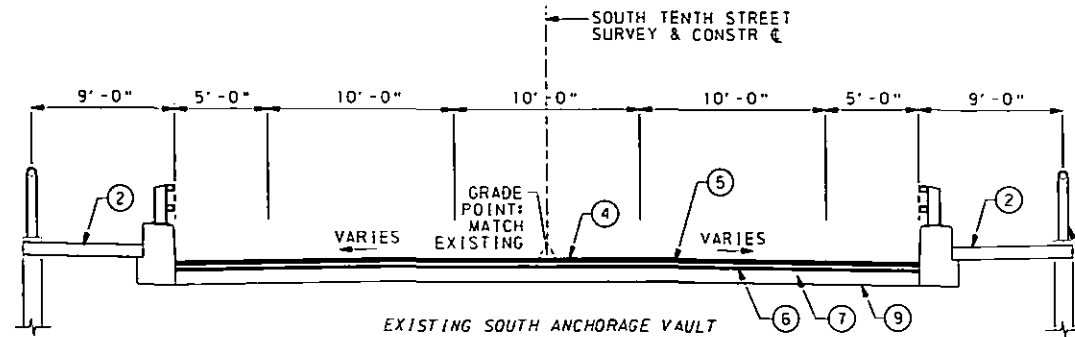 SOUTH TENTH STREET
SURVEY & CONSTR ℄
9'-0" 5'-0" 10'-0" 10'-0" 10'-0" 5'-0" 9'-0"
GRADE
POINT:
MATCH
EXISTING
2
4
5
2
VARIES
VARIES
6
7
9
EXISTING SOUTH ANCHORAGE VAULT